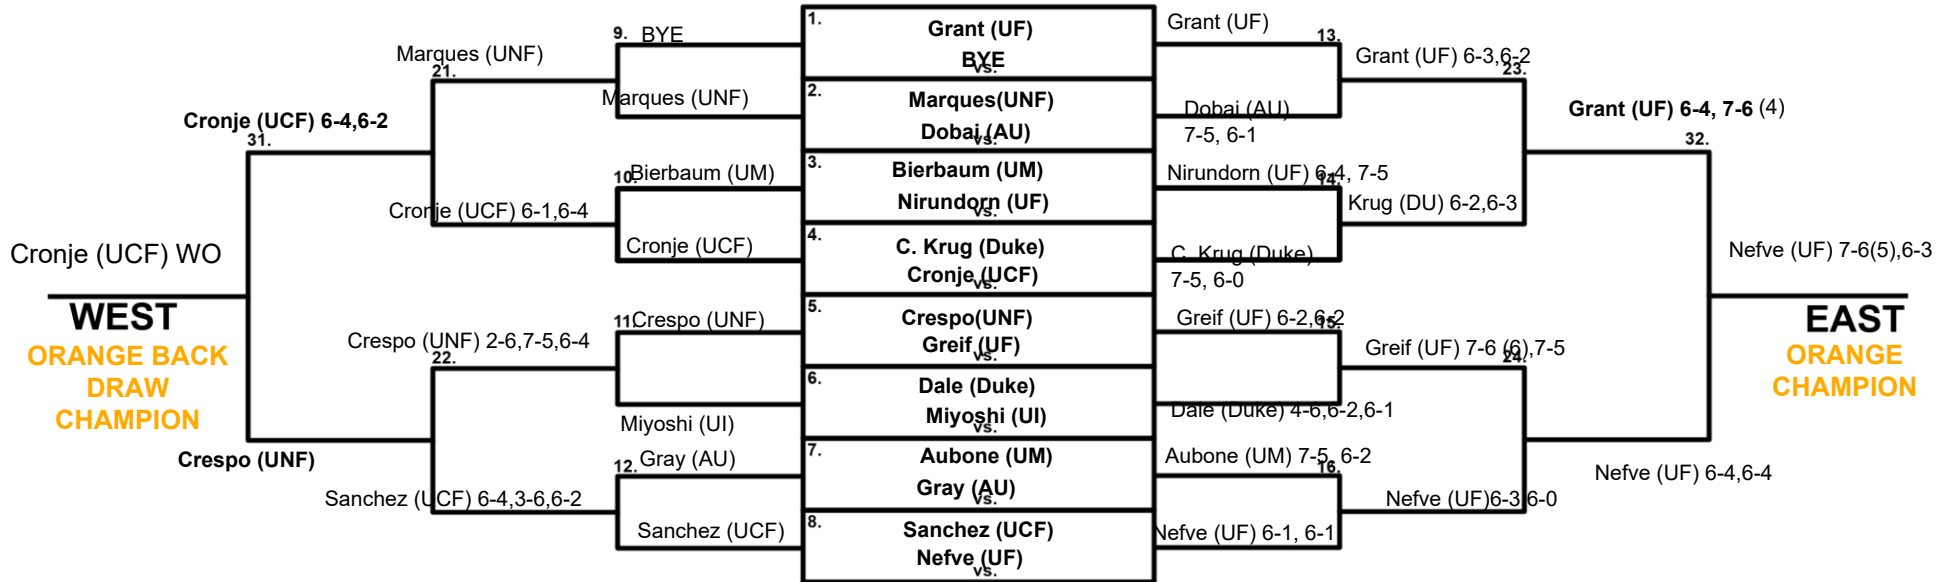 Cronje (UCF) WO
WEST
ORANGE BACK
DRAW
CHAMPION
31.
Cronje (UCF) 6-4,6-2
Crespo (UNF)
Marques (UNF)
21.
Cronje (UCF) 6-1,6-4
Crespo (UNF) 2-6,7-5,6-4
22.
Sanchez (UCF) 6-4,3-6,6-2
9. BYE
Marques (UNF)
10. Bierbaum (UM)
Cronje (UCF)
11. Crespo (UNF)
Miyoshi (UI)
12. Gray (AU)
Sanchez (UCF)
1.
Grant (UF)
BYE
vs.
2.
Marques(UNF)
Dobai (AU)
vs.
3.
Bierbaum (UM)
Nirundorn (UF)
vs.
4.
C. Krug (Duke)
Cronje (UCF)
vs.
5.
Crespo(UNF)
Greif (UF)
vs.
6.
Dale (Duke)
Miyoshi (UI)
vs.
7.
Aubone (UM)
Gray (AU)
vs.
8.
Sanchez (UCF)
Nefve (UF)
vs.
Grant (UF)
13.
Dobai (AU)
7-5, 6-1
Nirundorn (UF) 6-4, 7-5
14.
C. Krug (Duke)
7-5, 6-0
Greif (UF) 6-2,6-2
15.
Dale (Duke) 4-6,6-2,6-1
Aubone (UM) 7-5, 6-2
16.
Nefve (UF) 6-1, 6-1
Grant (UF) 6-3,6-2
23.
Krug (DU) 6-2,6-3
Greif (UF) 7-6 (6),7-5
24.
Nefve (UF)6-3,6-0
Grant (UF) 6-4, 7-6 (4)
32.
Nefve (UF) 6-4,6-4
Nefve (UF) 7-6(5),6-3
EAST
ORANGE
CHAMPION